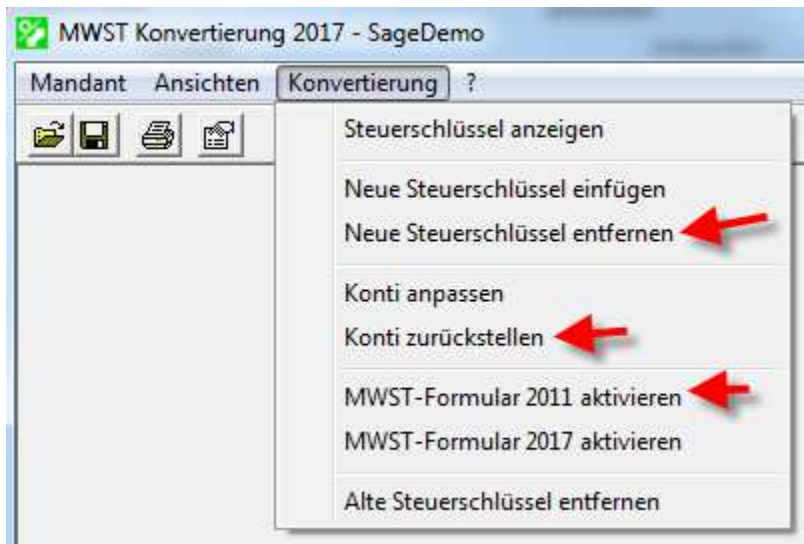 MWST Konvertierung 2017 - SageDemo
Mandant Ansichten Konvertierung ?
Steuerschlüssel anzeigen
Neue Steuerschlüssel einfügen
Neue Steuerschlüssel entfernen
Konti anpassen
Konti zurückstellen
MWST-Formular 2011 aktivieren
MWST-Formular 2017 aktivieren
Alte Steuerschlüssel entfernen